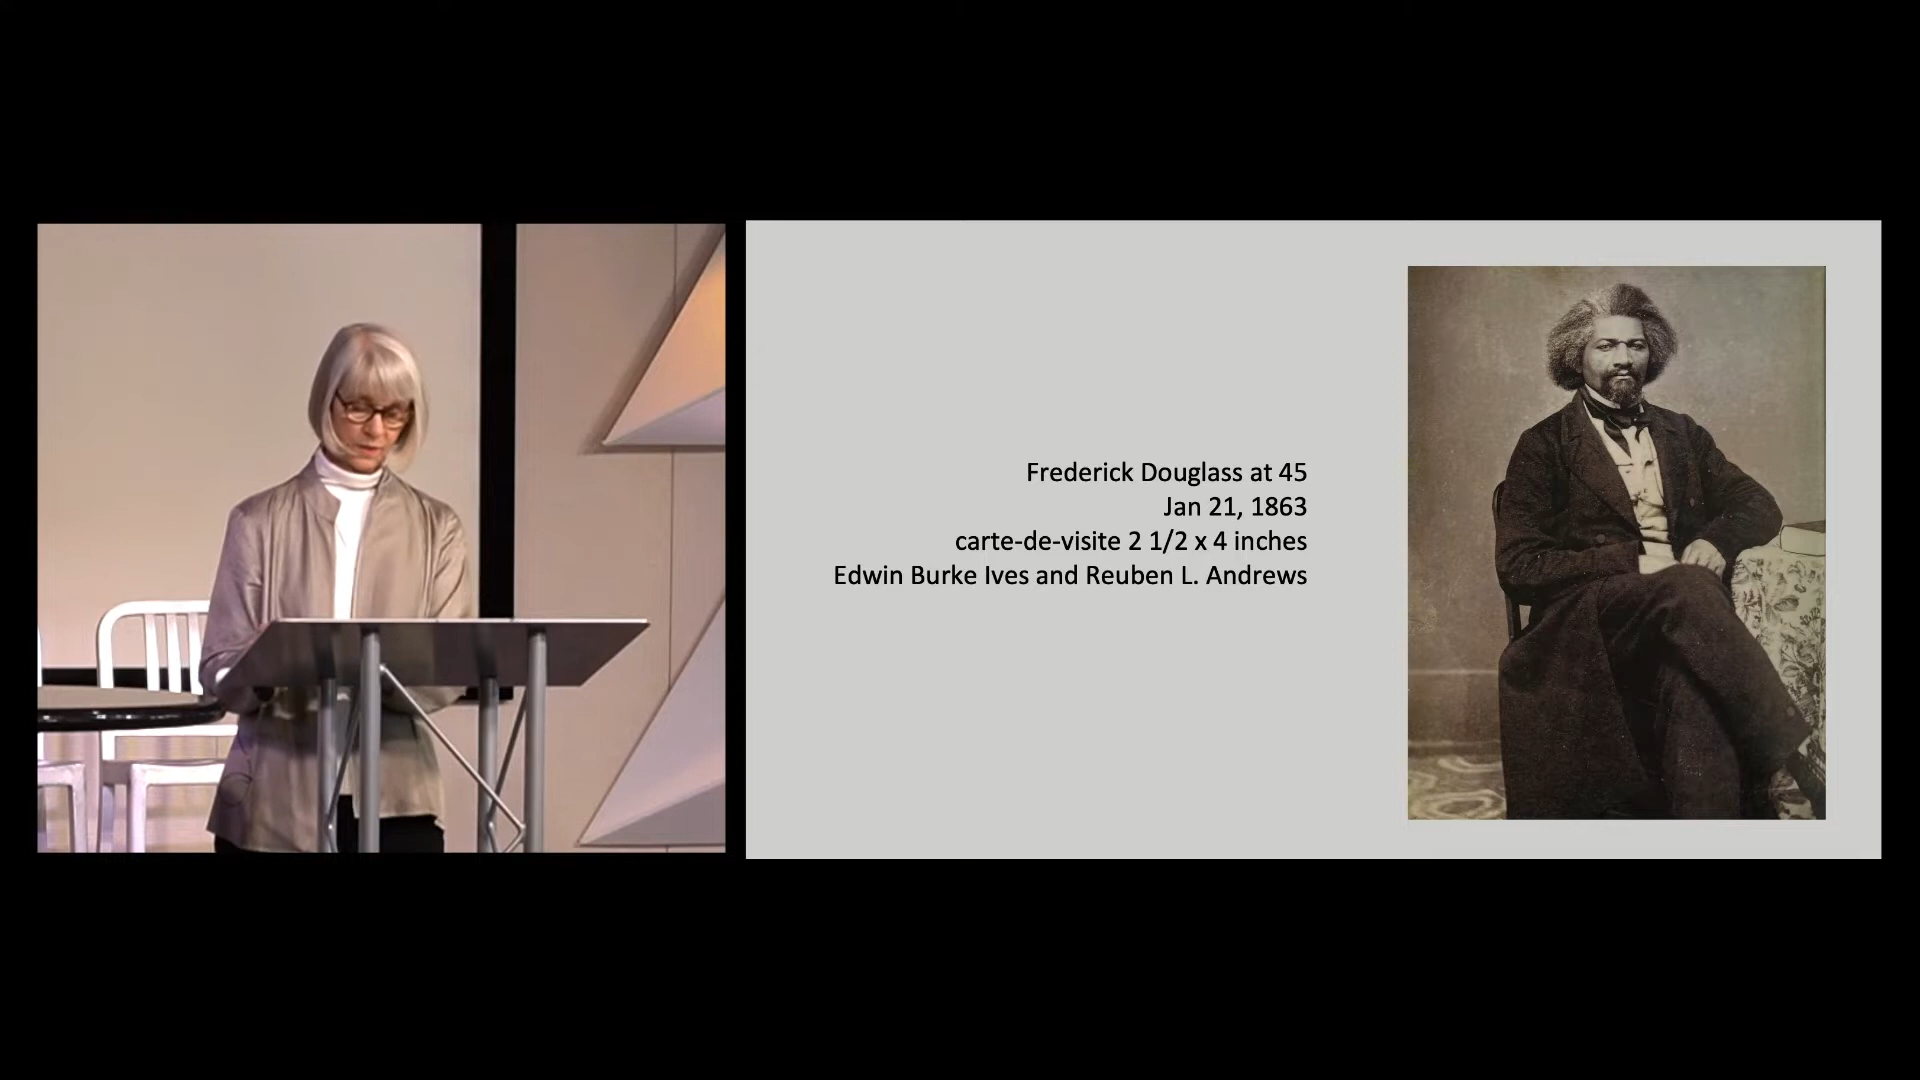 Frederick Douglass at 45
Jan 21, 1863
carte-de-visite 2 1/2 x 4 inches
Edwin Burke Ives and Reuben L. Andrews